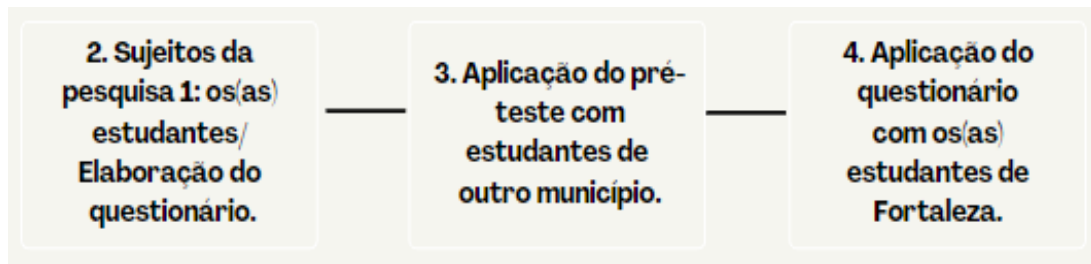 2. Sujeitos da
pesquisa 1: os(as)
estudantes/
Elaboração do
questionário.
3. Aplicação do pré-
teste com
estudantes de
outro município.
4. Aplicação do
questionário
com os(as)
estudantes de
Fortaleza.